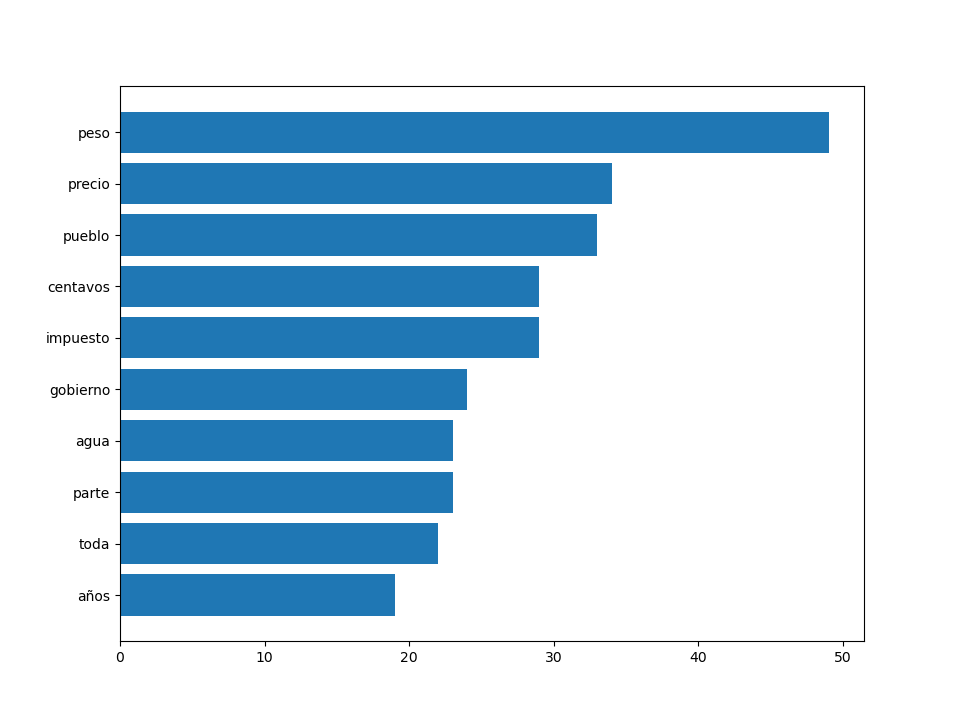 peso
precio
pueblo
centavos
impuesto
gobierno
agua
parte
toda
años
0 10 20 30 40 50